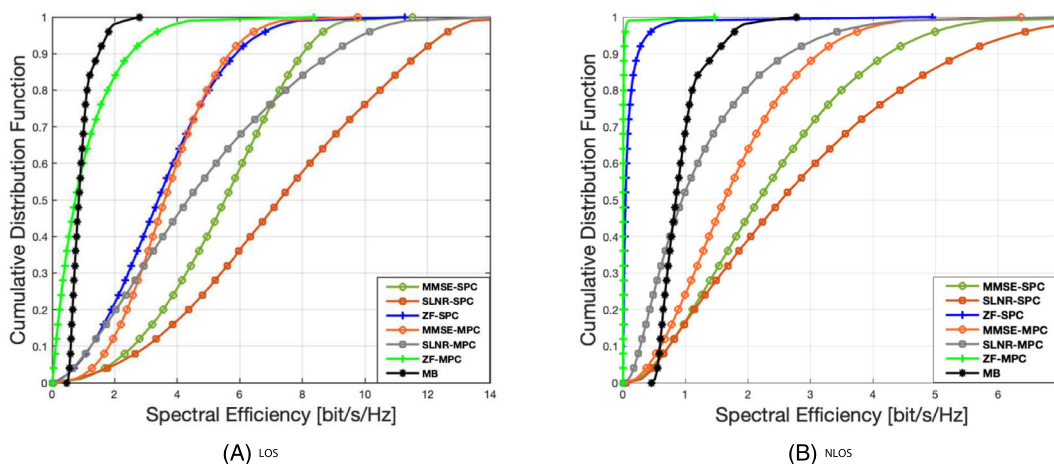 Cumulative Distribution Function
1
0.9
0.8
0.7
0.6
0.5
0.4
0.3
0.2
0.1
0
0 2 4 6 8 10 12 14
Spectral Efficiency [bit/s/Hz]
MMSE-SPC
SLNR-SPC
ZF-SPC
MMSE-MPC
SLNR-MPC
ZF-MPC
MB
(A) LOS
Cumulative Distribution Function
1
0.9
0.8
0.7
0.6
0.5
0.4
0.3
0.2
0.1
0
0 1 2 3 4 5 6
Spectral Efficiency [bit/s/Hz]
MMSE-SPC
SLNR-SPC
ZF-SPC
MMSE-MPC
SLNR-MPC
ZF-MPC
MB
(B) NLOS